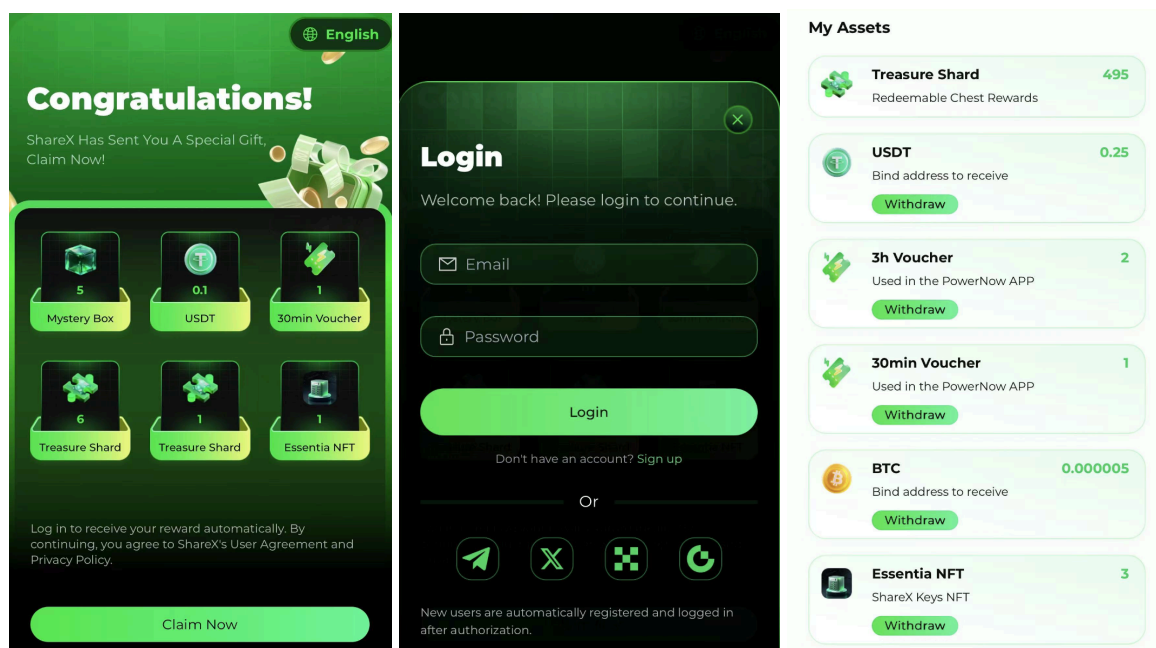 English
Congratulations!
ShareX Has Sent You A Special Gift,
Claim Now!
5
Mystery Box
0.1
USDT
1
30min Voucher
6
Treasure Shard
1
Treasure Shard
1
Essentia NFT
Log in to receive your reward automatically. By
continuing, you agree to ShareX's User Agreement and
Privacy Policy.
Claim Now
Login
Welcome back! Please login to continue.
Email
Password
Login
Don't have an account? Sign up
Or
New users are automatically registered and logged in
after authorization.
My Assets
Treasure Shard 495
Redeemable Chest Rewards
USDT 0.25
Bind address to receive
Withdraw
3h Voucher 2
Used in the PowerNow APP
Withdraw
30min Voucher 1
Used in the PowerNow APP
Withdraw
BTC 0.000005
Bind address to receive
Withdraw
Essentia NFT 3
ShareX Keys NFT
Withdraw